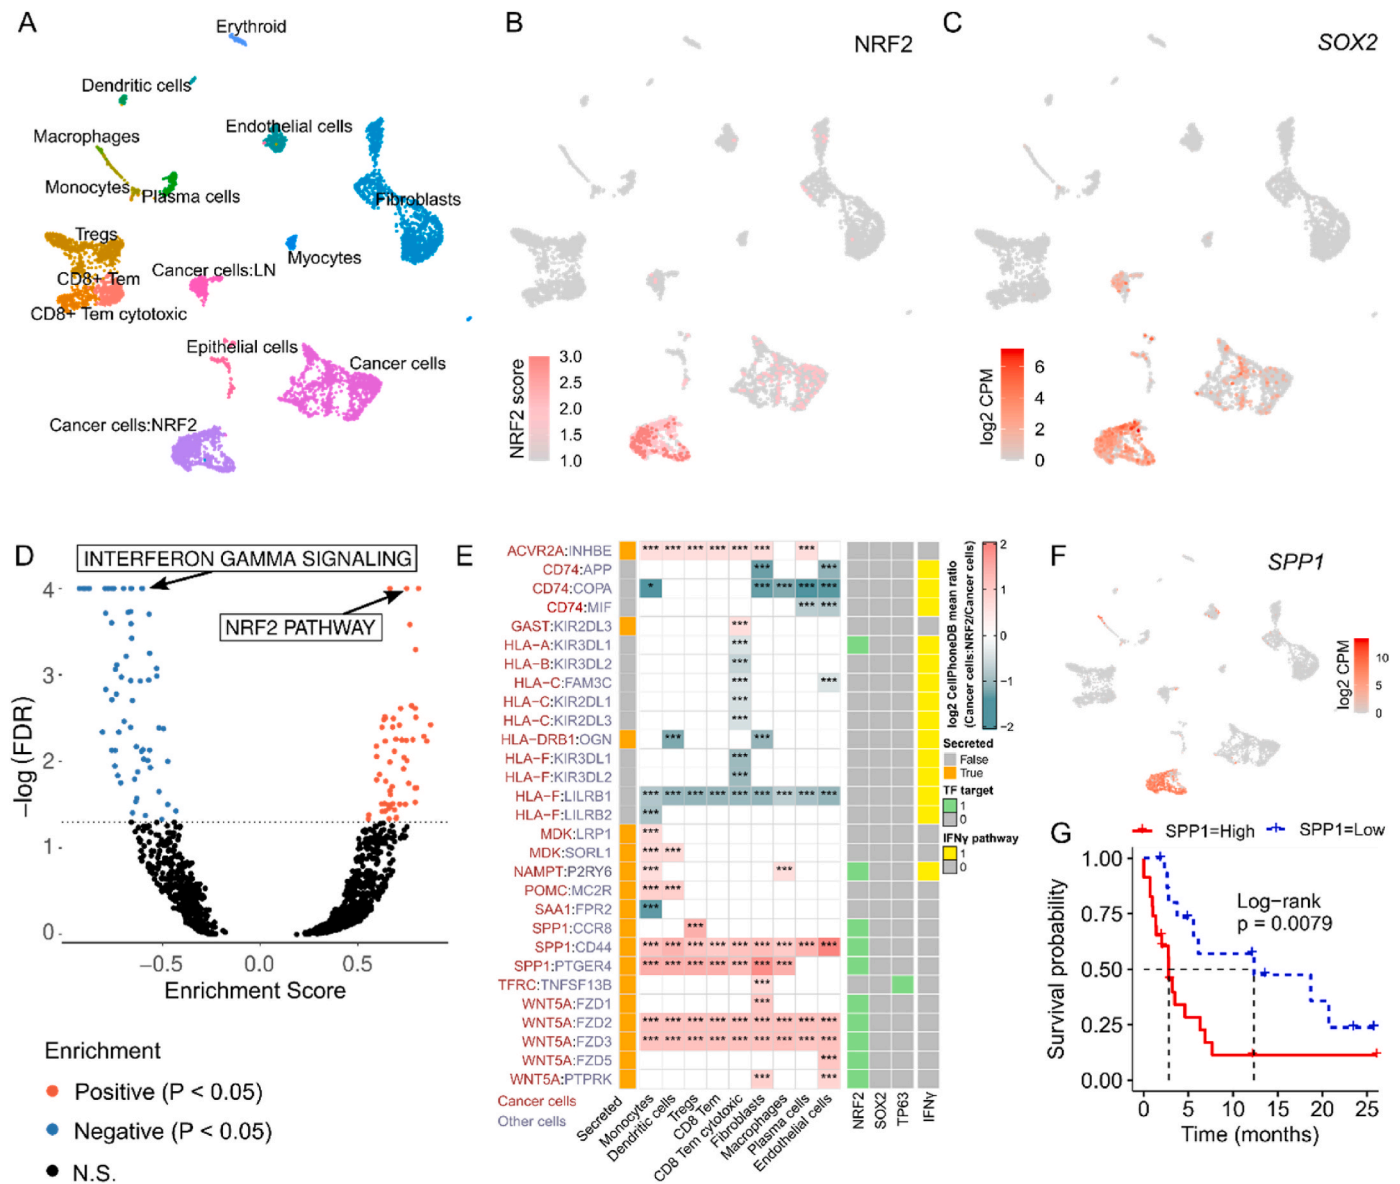 A
Erythroid
Dendritic cells
Endothelial cells
Macrophages
Monocytes
Plasma cells
Fibroblasts
Tregs
Myocytes
CD8+ Tem
Cancer cells:LN
CD8+ Tem cytotoxic
Epithelial cells
Cancer cells
Cancer cells:NRF2
B
NRF2
NRF2 score
3.0
2.5
2.0
1.5
1.0
C
SOX2
log2 CPM
6
4
2
0
D
INTERFERON GAMMA SIGNALING
NRF2 PATHWAY
−log (FDR)
4
3
2
1
0
−0.5
0.0
0.5
Enrichment Score
Enrichment
Positive (P < 0.05)
Negative (P < 0.05)
N.S.
E
ACVR2A:INHBE *** *** *** *** *** *** ***
CD74:APP *** ***
CD74:COPA * *** *** *** ***
CD74:MIF *** ***
GAST:KIR2DL3 ***
HLA−A:KIR3DL1 ***
HLA−B:KIR3DL2 ***
HLA−C:FAM3C *** ***
HLA−C:KIR2DL1 ***
HLA−C:KIR2DL3 ***
HLA−DRB1:OGN *** ***
HLA−F:KIR3DL1 ***
HLA−F:KIR3DL2 ***
HLA−F:LILRB1 *** *** *** *** *** *** *** *** ***
HLA−F:LILRB2 ***
MDK:LRP1 ***
MDK:SORL1 *** ***
NAMPT:P2RY6 *** ***
POMC:MC2R *** ***
SAA1:FPR2 ***
SPP1:CCR8 ***
SPP1:CD44 *** *** *** *** *** *** *** *** ***
SPP1:PTGER4 *** *** *** *** *** *** ***
TFRC:TNFSF13B ***
WNT5A:FZD1 ***
WNT5A:FZD2 *** *** *** *** *** *** *** *** ***
WNT5A:FZD3 *** *** *** *** *** *** *** *** ***
WNT5A:FZD5 ***
WNT5A:PTPRK *** ***
Cancer cells
Other cells
Secreted
Monocytes
Dendritic cells
Tregs
CD8 Tem
CD8 Tem cytotoxic
Fibroblasts
Macrophages
Plasma cells
Endothelial cells
NRF2
SOX2
TP63
IFNγ
2
1
0
−1
−2
log2 CellPhoneDB mean ratio
(Cancer cells:NRF2/Cancer cells)
Secreted
False
True
TF target
1
0
IFNγ pathway
1
0
F
SPP1
log2 CPM
10
5
0
G
SPP1=High
SPP1=Low
Log−rank
p = 0.0079
Survival probability
1.00
0.75
0.50
0.25
0.00
0
5
10
15
20
25
Time (months)